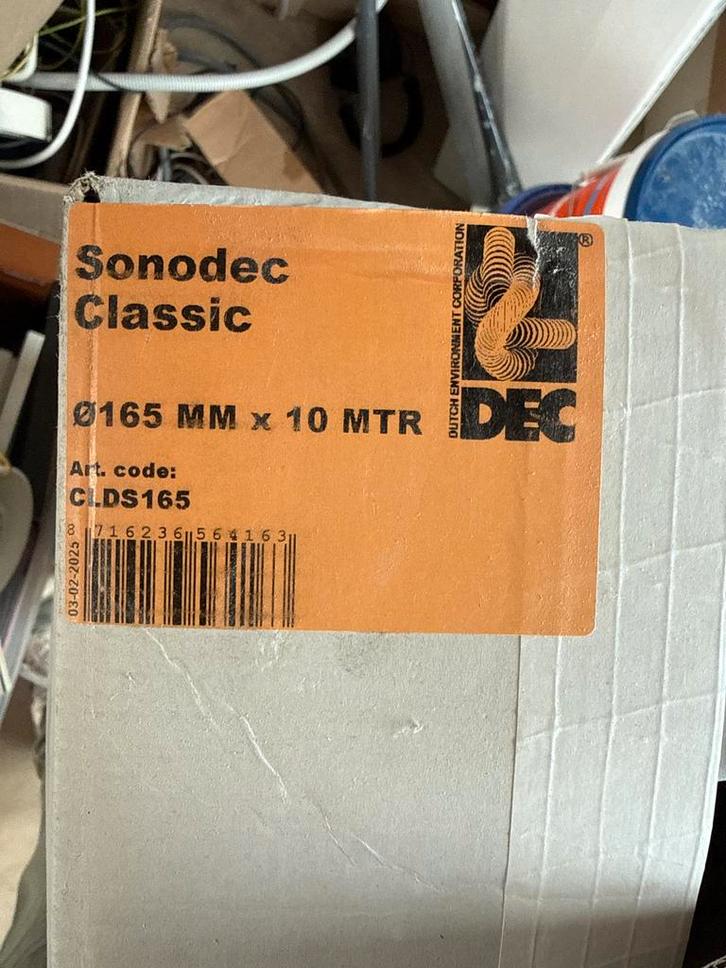 Sonodec
Classic
Ø165 MM x 10 MTR
Art. code:
CLDS165
8 716236 564163
03-02-2025
DUTCH ENVIRONMENT CORPORATION
®
DEC